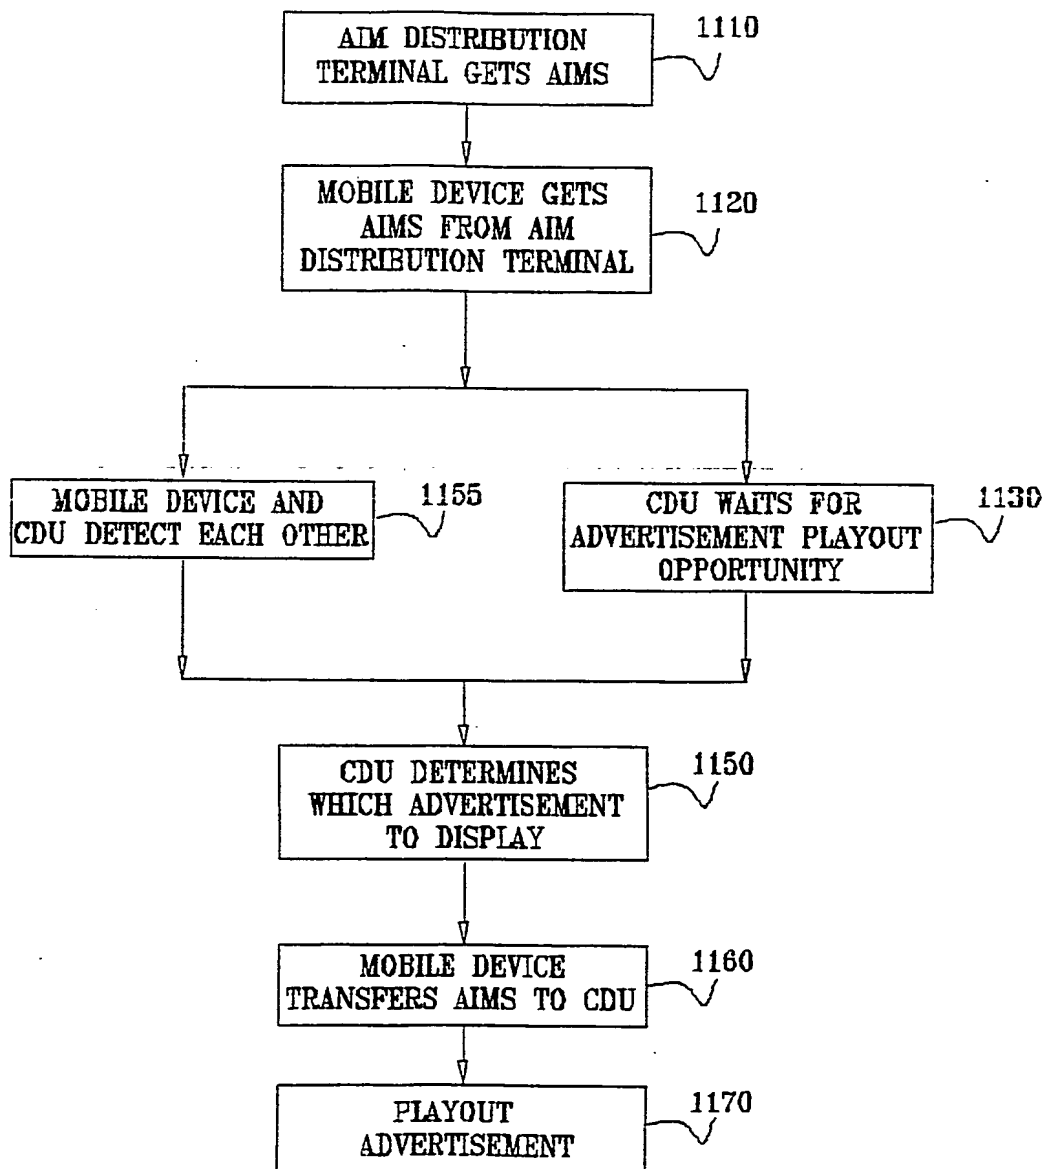 AIM DISTRIBUTION
TERMINAL GETS AIMS
1110
MOBILE DEVICE GETS
AIMS FROM AIM
DISTRIBUTION TERMINAL
1120
MOBILE DEVICE AND
CDU DETECT EACH OTHER
1155
CDU WAITS FOR
ADVERTISEMENT PLAYOUT
OPPORTUNITY
1130
CDU DETERMINES
WHICH ADVERTISEMENT
TO DISPLAY
1150
MOBILE DEVICE
TRANSFERS AIMS TO CDU
1160
PLAYOUT
ADVERTISEMENT
1170